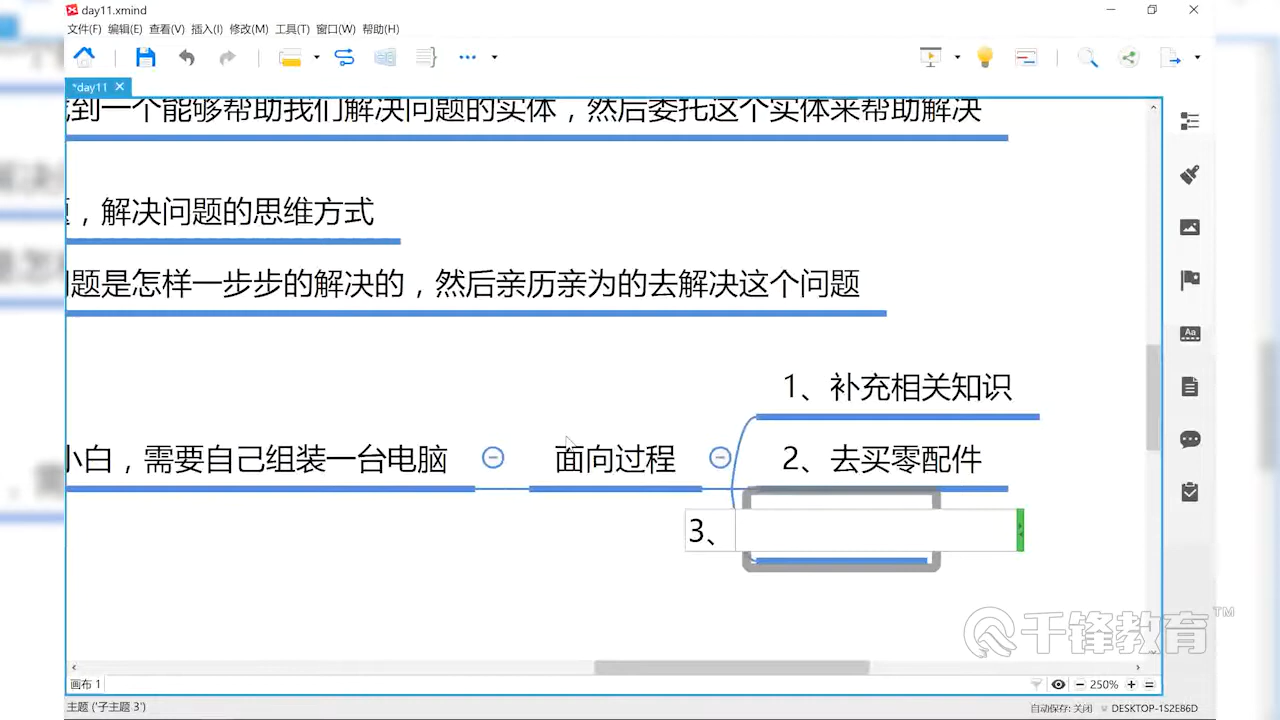 day11.xmind
文件(F) 编辑(E) 查看(V) 插入(I) 修改(M) 工具(T) 窗口(W) 帮助(H)
*day11
到一个能够帮助我们解决问题的实体，然后委托这个实体来帮助解决
，解决问题的思维方式
问题是怎样一步步的解决的，然后亲历亲为的去解决这个问题
1、补充相关知识
小白，需要自己组装一台电脑
面向过程
2、去买零配件
3、
千锋教育TM
画布 1
250%
主题 ('子主题 3')
自动保存: 关闭
DESKTOP-1S2E86D